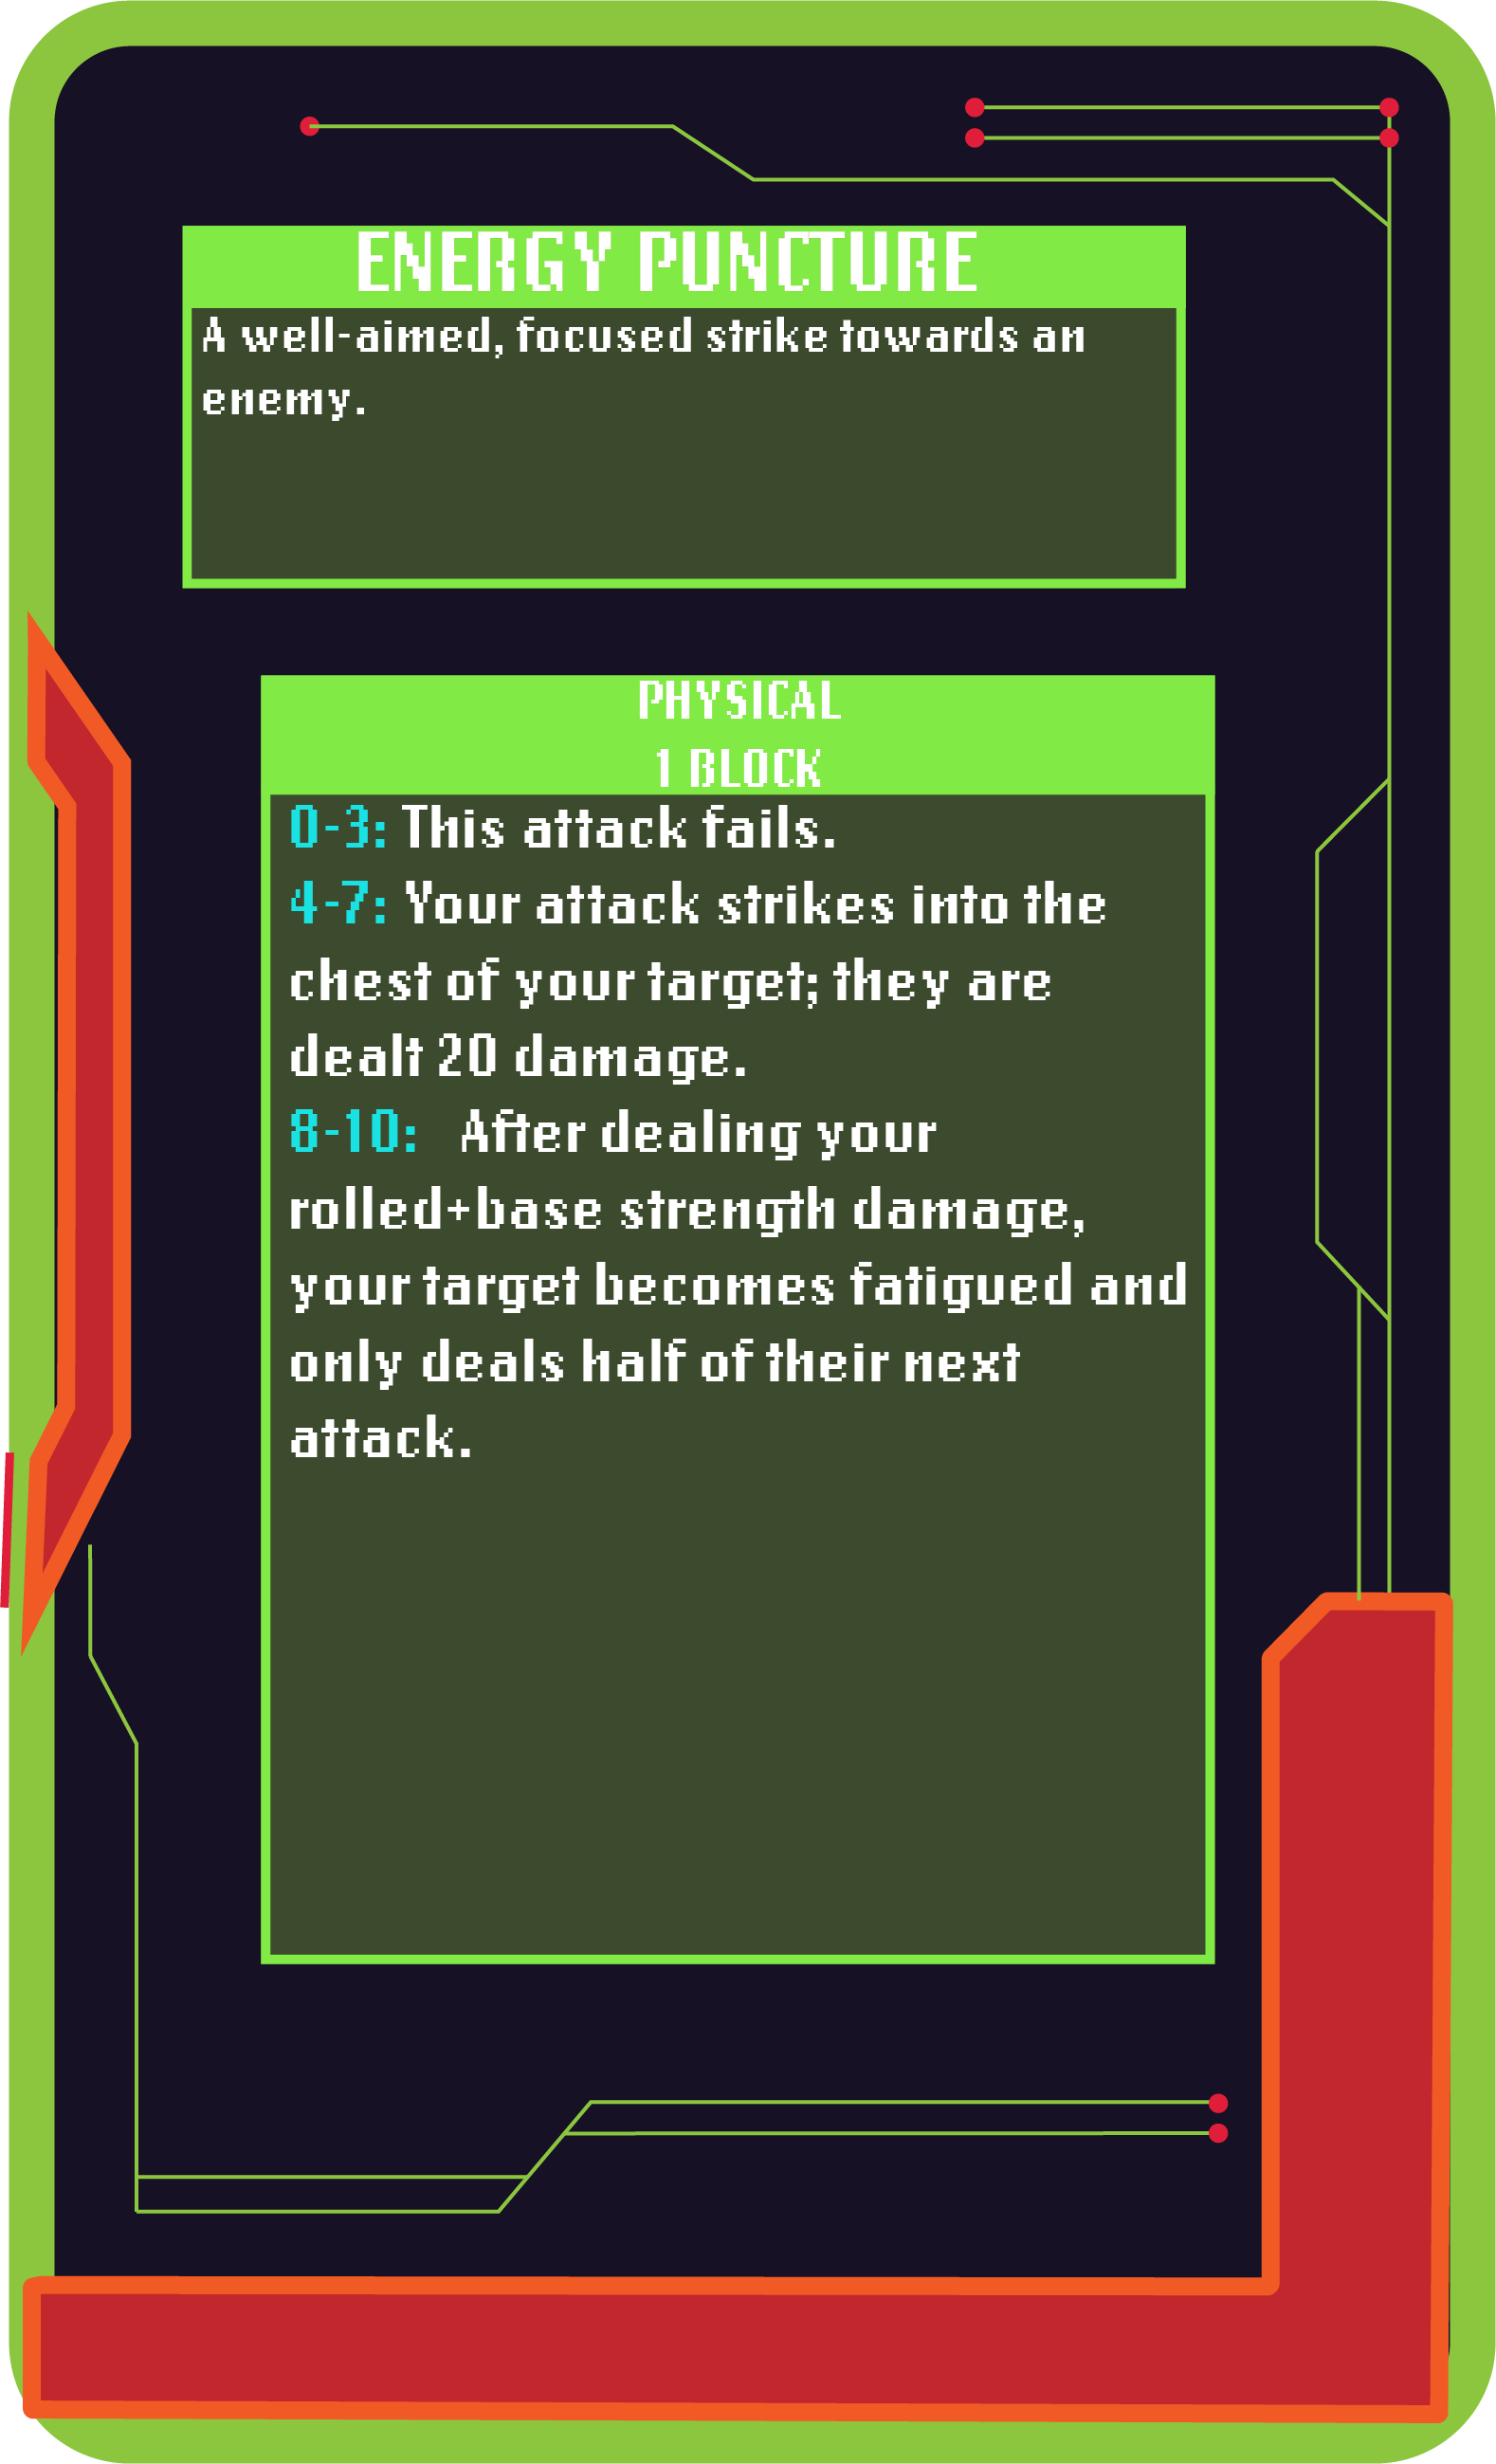 ENERGY PUNCTURE
A well-aimed, focused strike towards an
enemy.
PHYSICAL
1 BLOCK
0-3: This attack fails.
4-7: Your attack strikes into the
chest of your target; they are
dealt 20 damage.
8-10: After dealing your
rolled+base strength damage,
your target becomes fatigued and
only deals half of their next
attack.